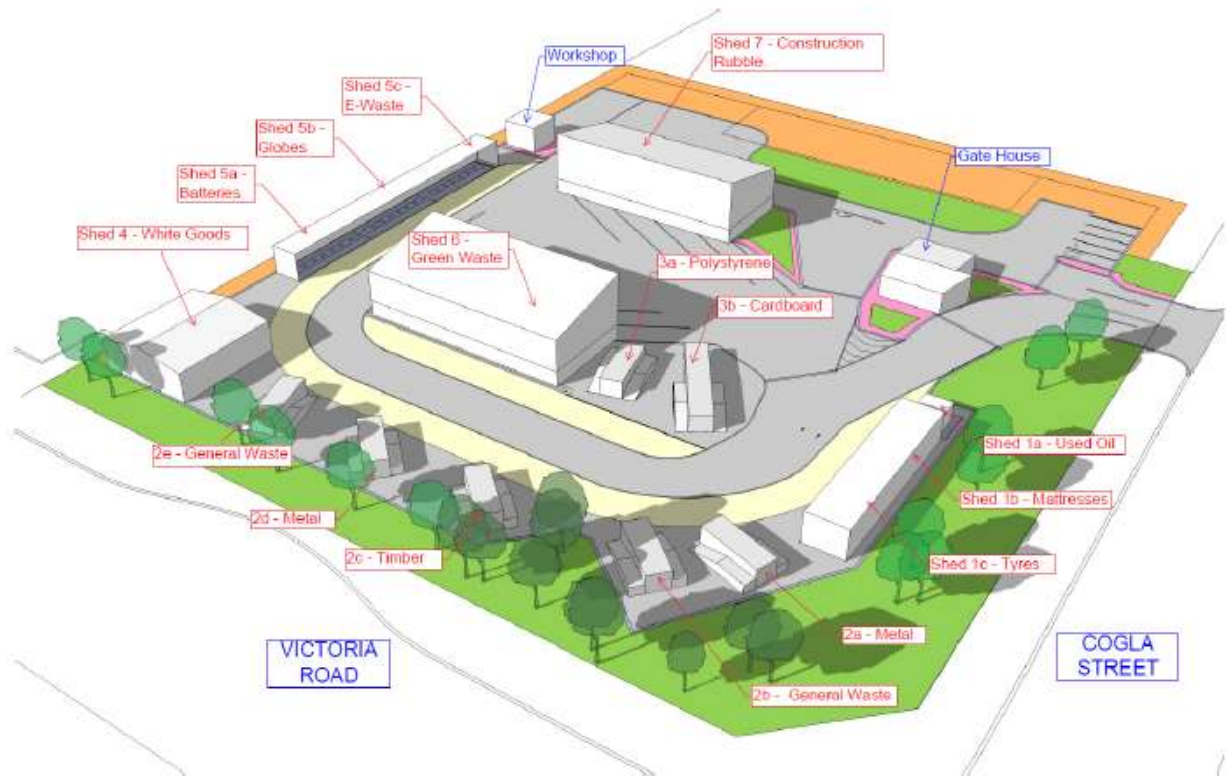 Shed 7 - Construction
Rubble
Workshop
Shed 5c -
E-Waste
Shed 5b -
Globes
Gate House
Shed 5a -
Batteries
Shed 4 - White Goods
Shed 6 -
Green Waste
3a - Polystyrene
3b - Cardboard
Shed 1a - Used Oil
2e - General Waste
Shed 1b - Mattresses
2d - Metal
2c - Timber
Shed 1c - Tyres
2a - Metal
VICTORIA
ROAD
COGLA
STREET
2b - General Waste